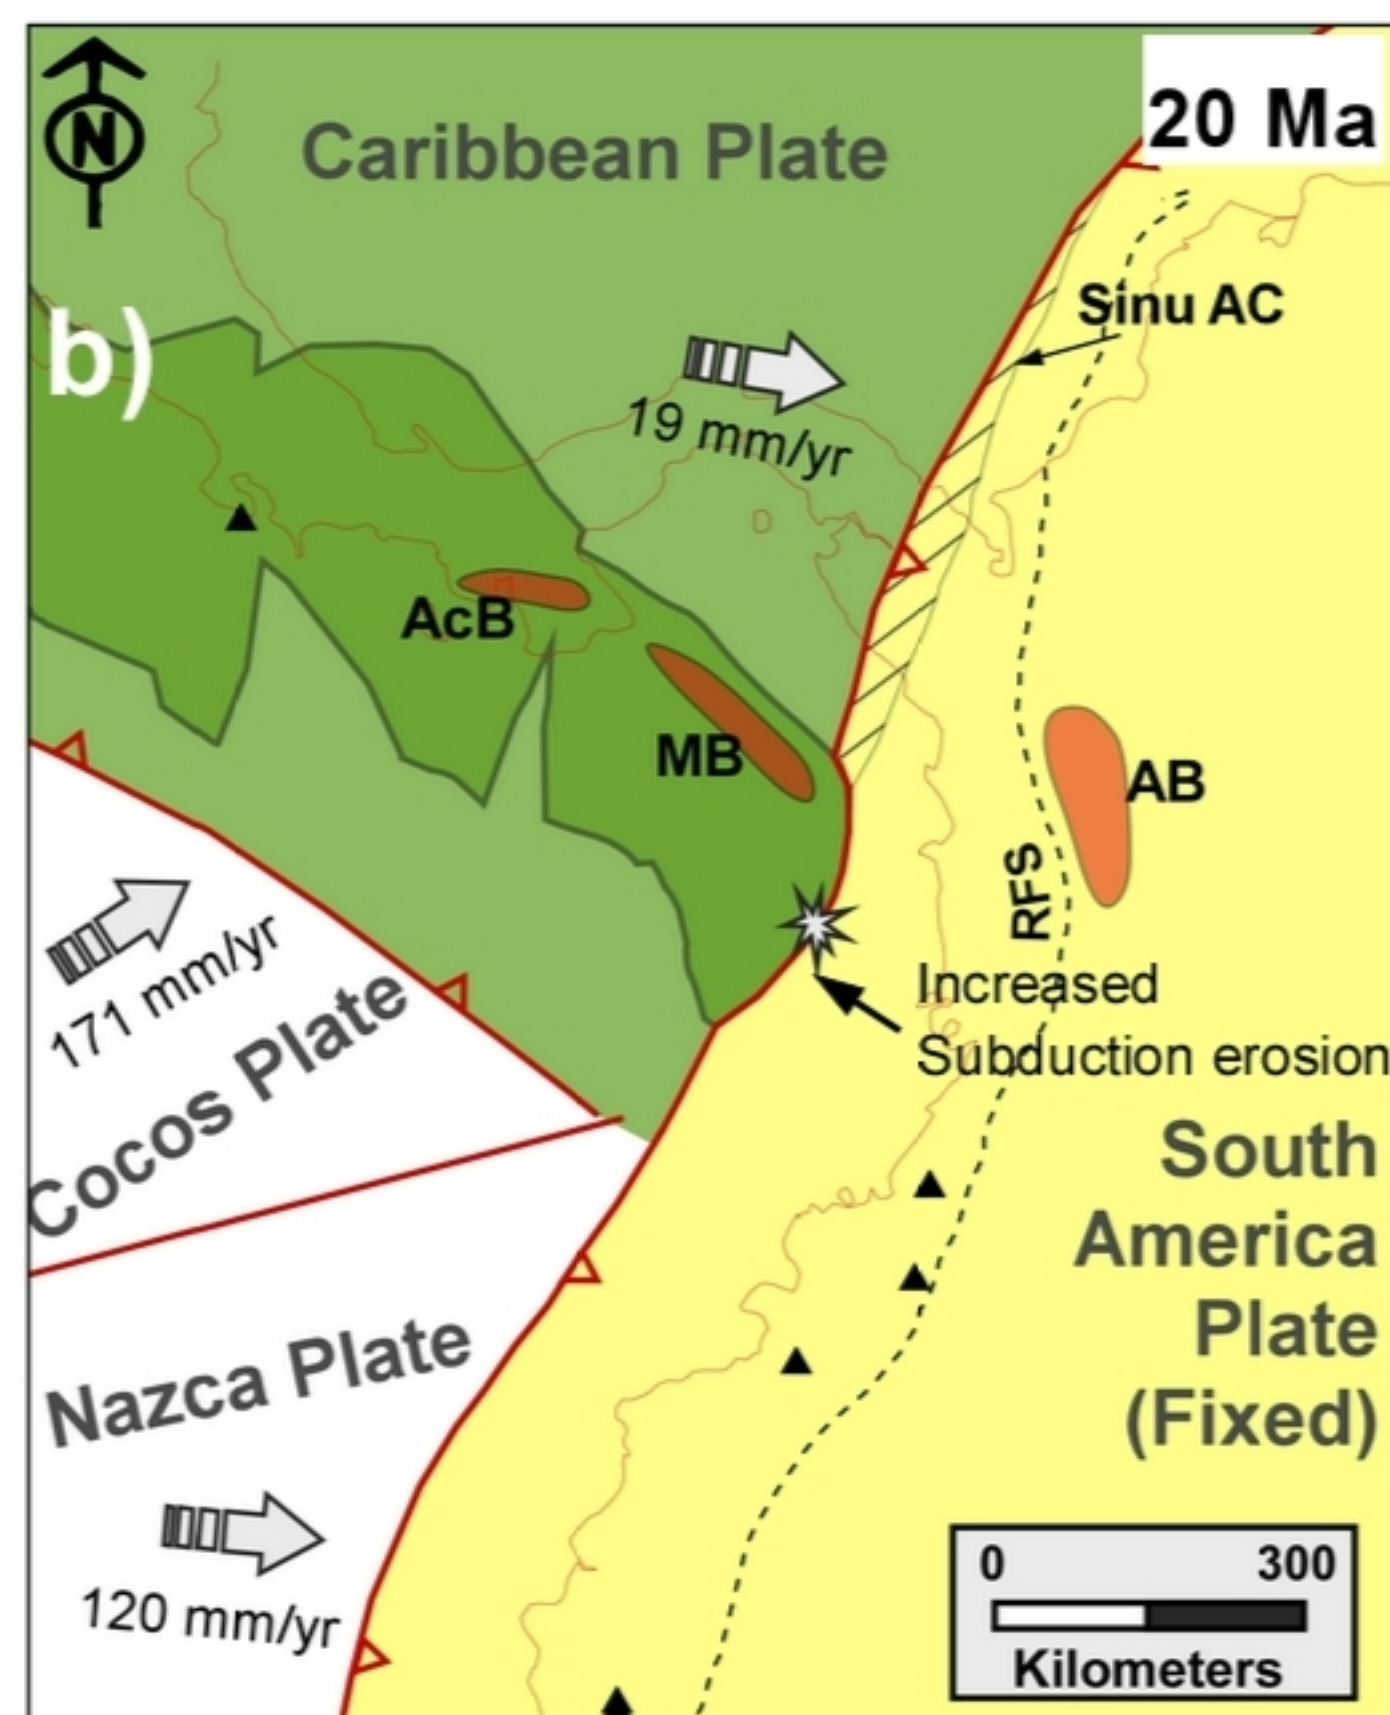 N
20 Ma
Caribbean Plate
Sinu AC
b)
19 mm/yr
AcB
MB
AB
RFS
171 mm/yr
Cocos Plate
Increased
Subduction erosion
South
America
Plate
(Fixed)
Nazca Plate
120 mm/yr
0 300
Kilometers